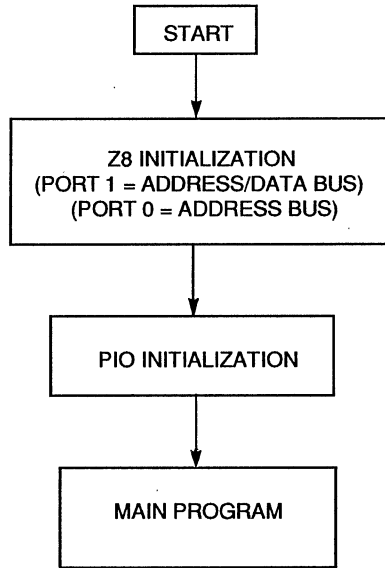 START
Z8 INITIALIZATION
(PORT 1 = ADDRESS/DATA BUS)
(PORT 0 = ADDRESS BUS)
PIO INITIALIZATION
MAIN PROGRAM